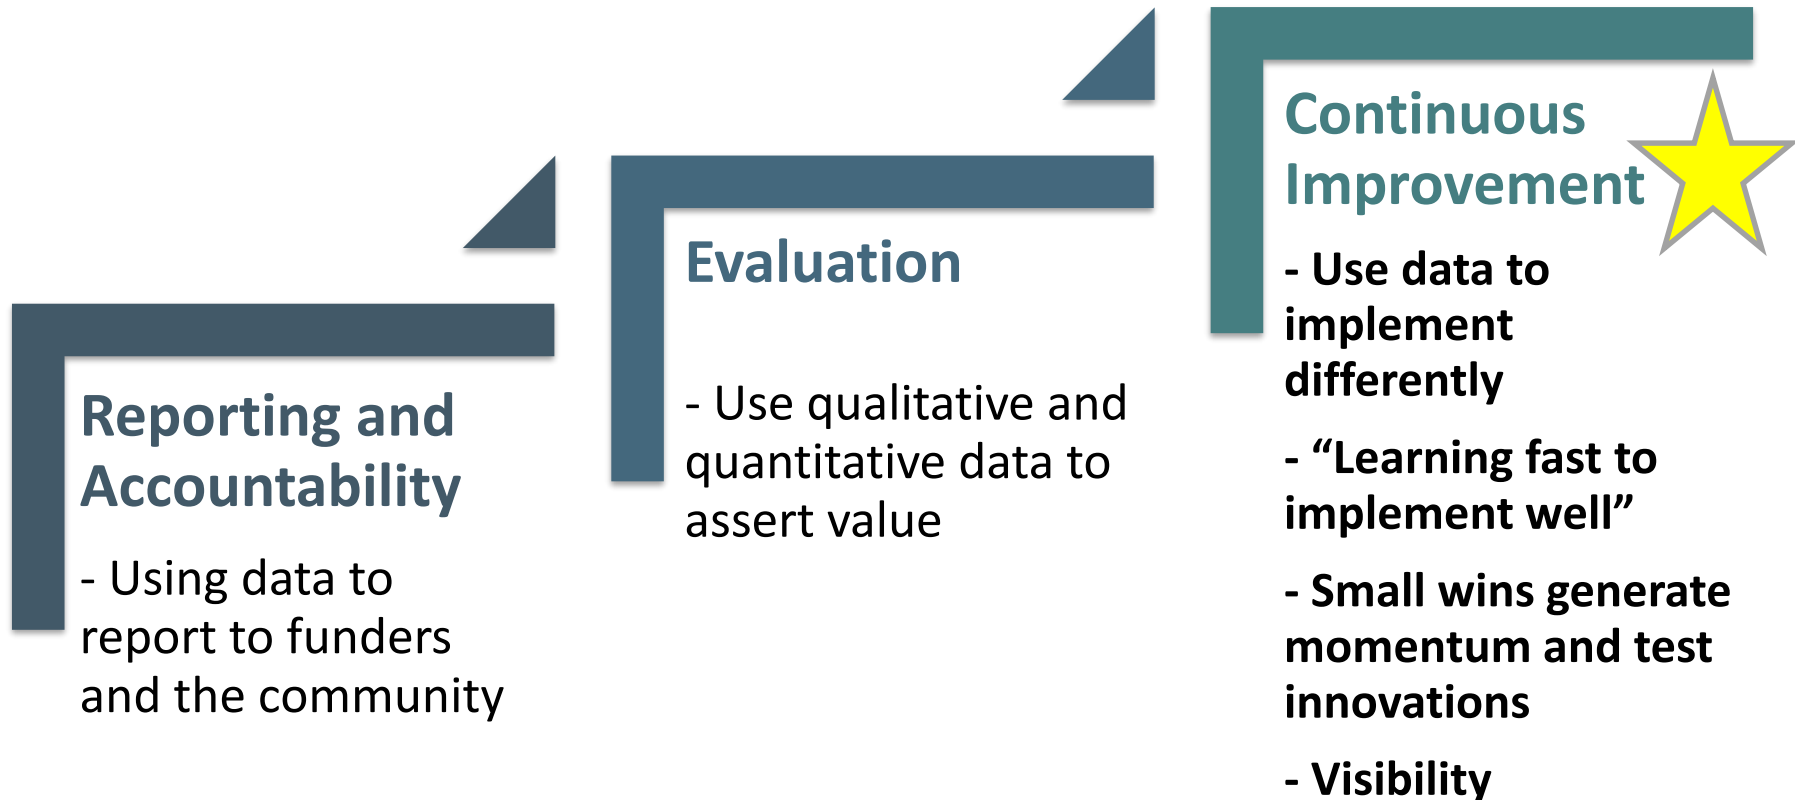 Reporting and
Accountability
- Using data to
report to funders
and the community
Evaluation
- Use qualitative and
quantitative data to
assert value
Continuous
Improvement
- Use data to
implement
differently
- “Learning fast to
implement well”
- Small wins generate
momentum and test
innovations
- Visibility